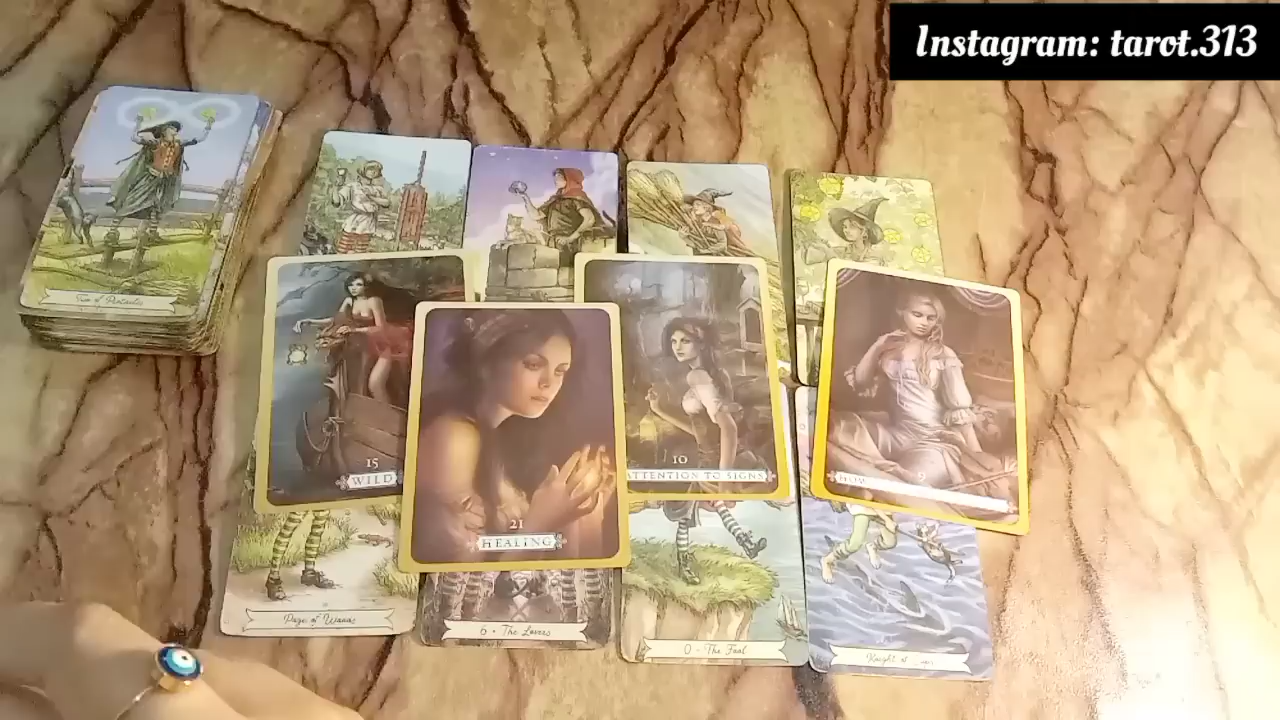 Instagram: tarot.313
Two of Pentacles
15
WILD
10
ATTENTION TO SIGNS
9
21
HEALING
Page of Wands
6 • The Lovers
0 - The Fool
Knight of